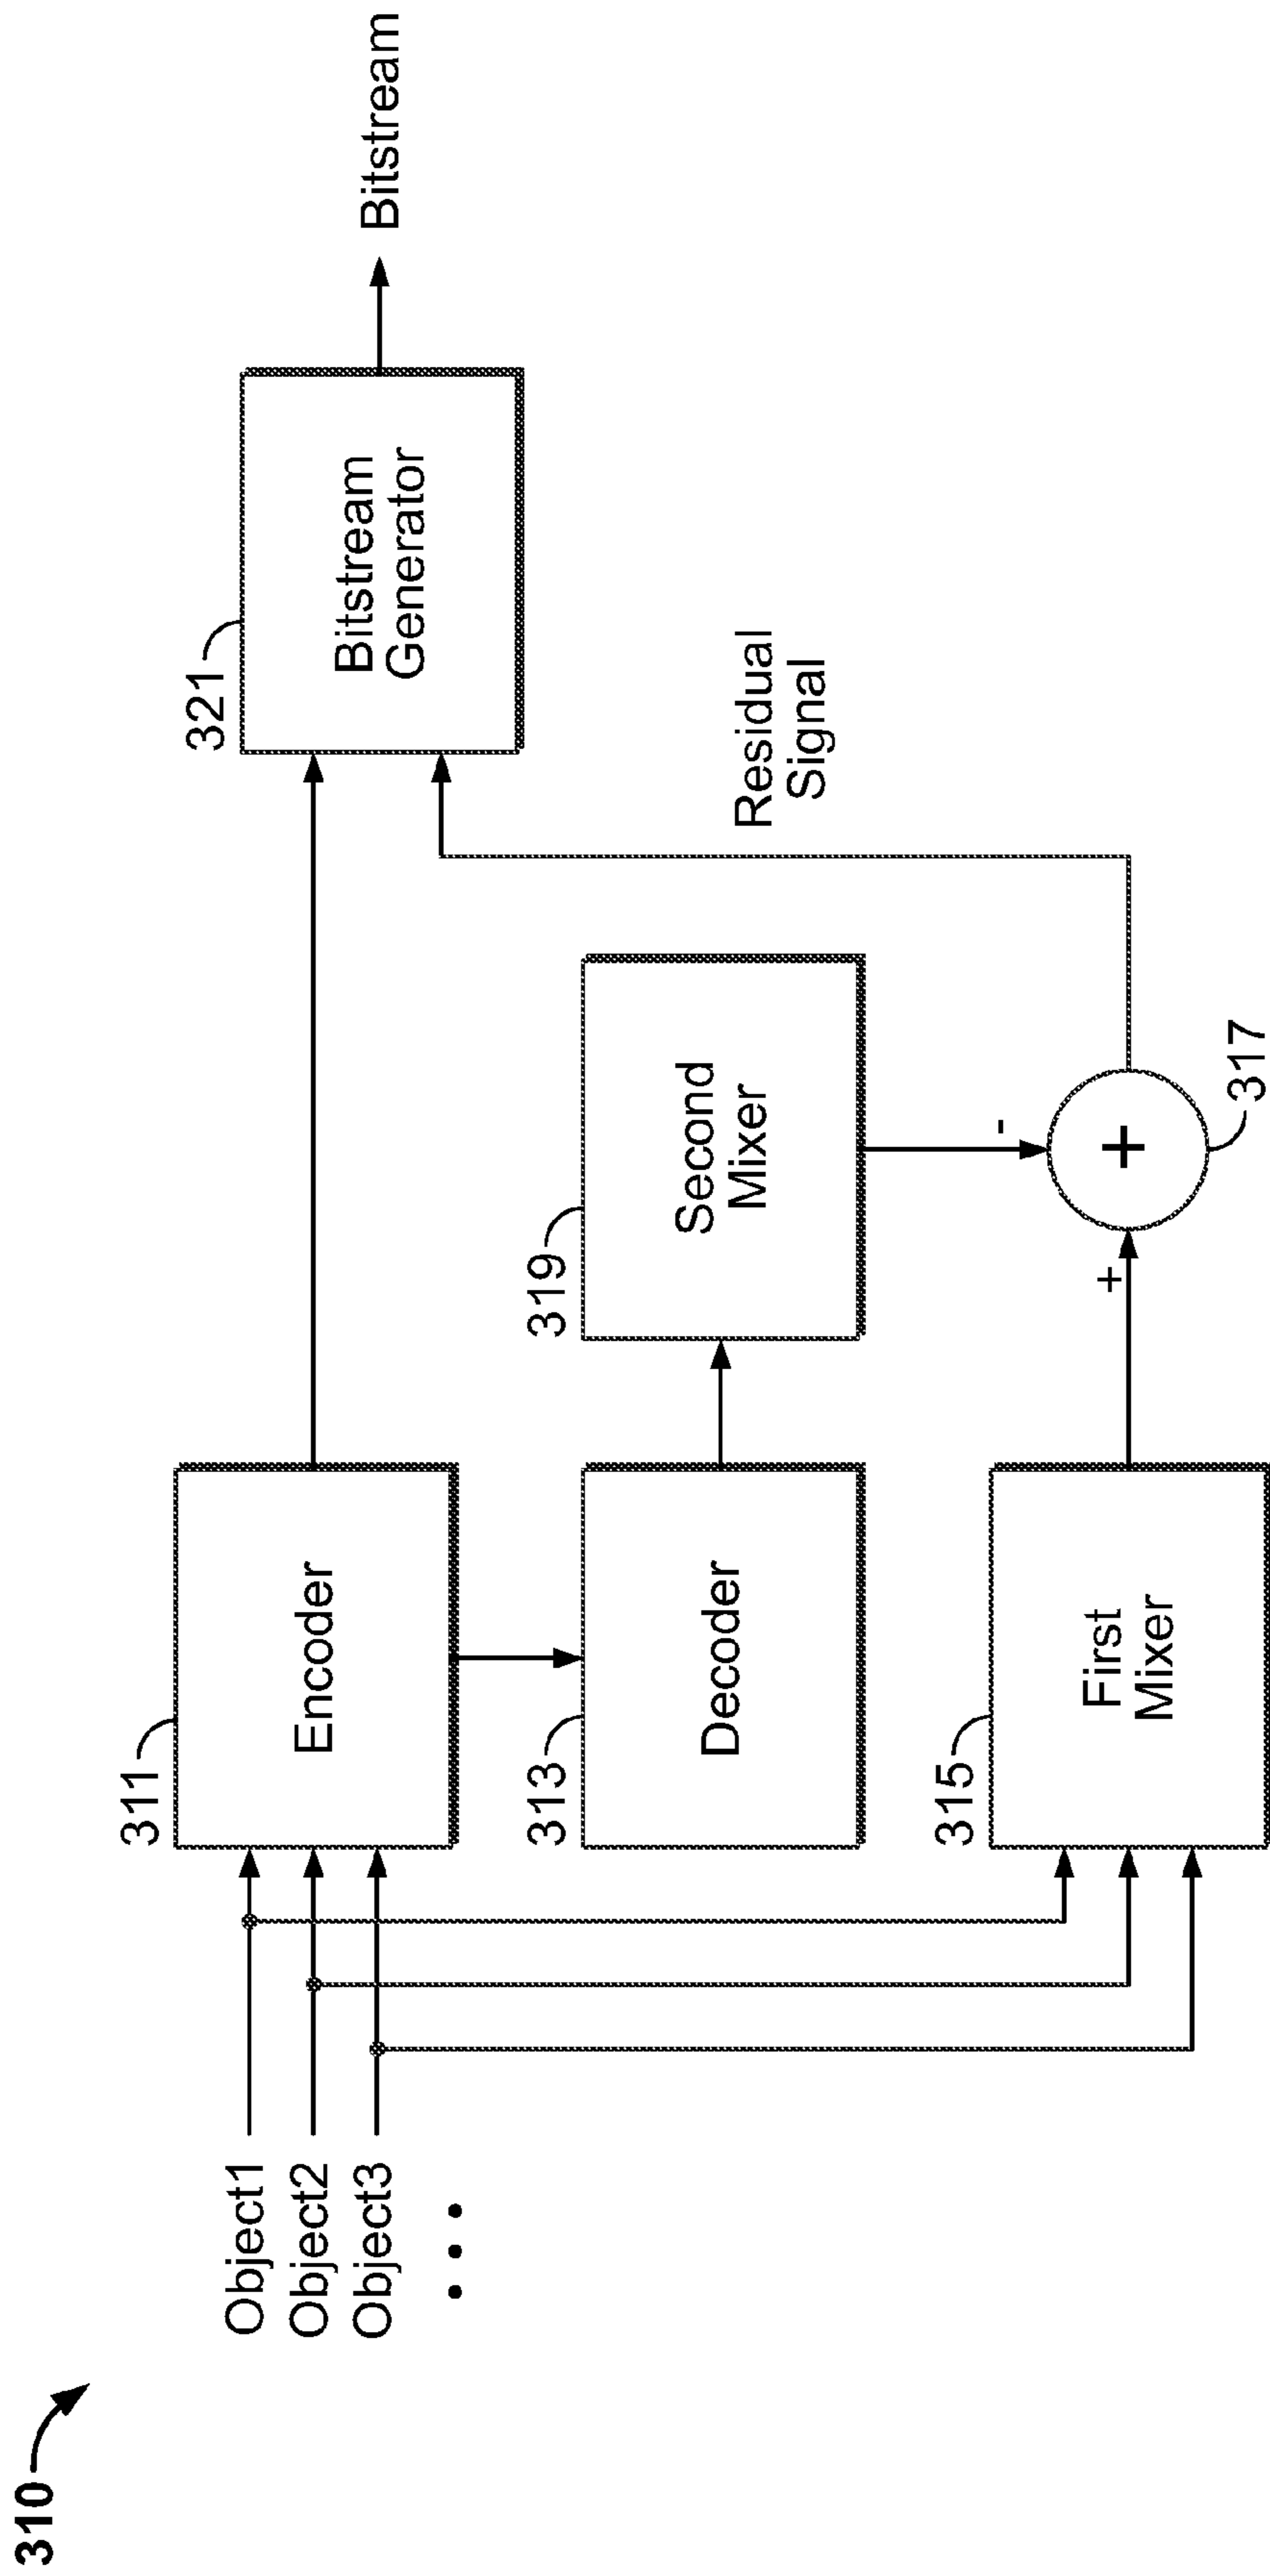 310
Object1
Object2
Object3
...
311
Encoder
313
Decoder
315
First
Mixer
319
Second
Mixer
+
-
+
317
Residual
Signal
321
Bitstream
Generator
Bitstream